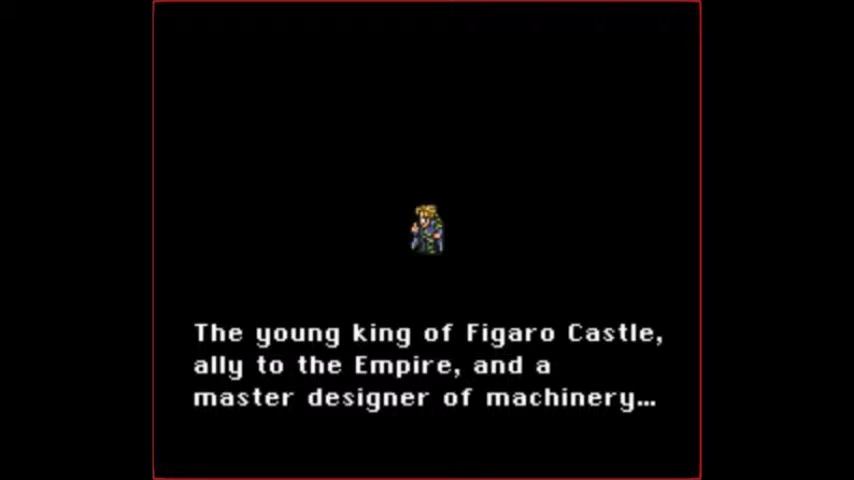 The young king of Figaro Castle,
ally to the Empire, and a
master designer of machinery…